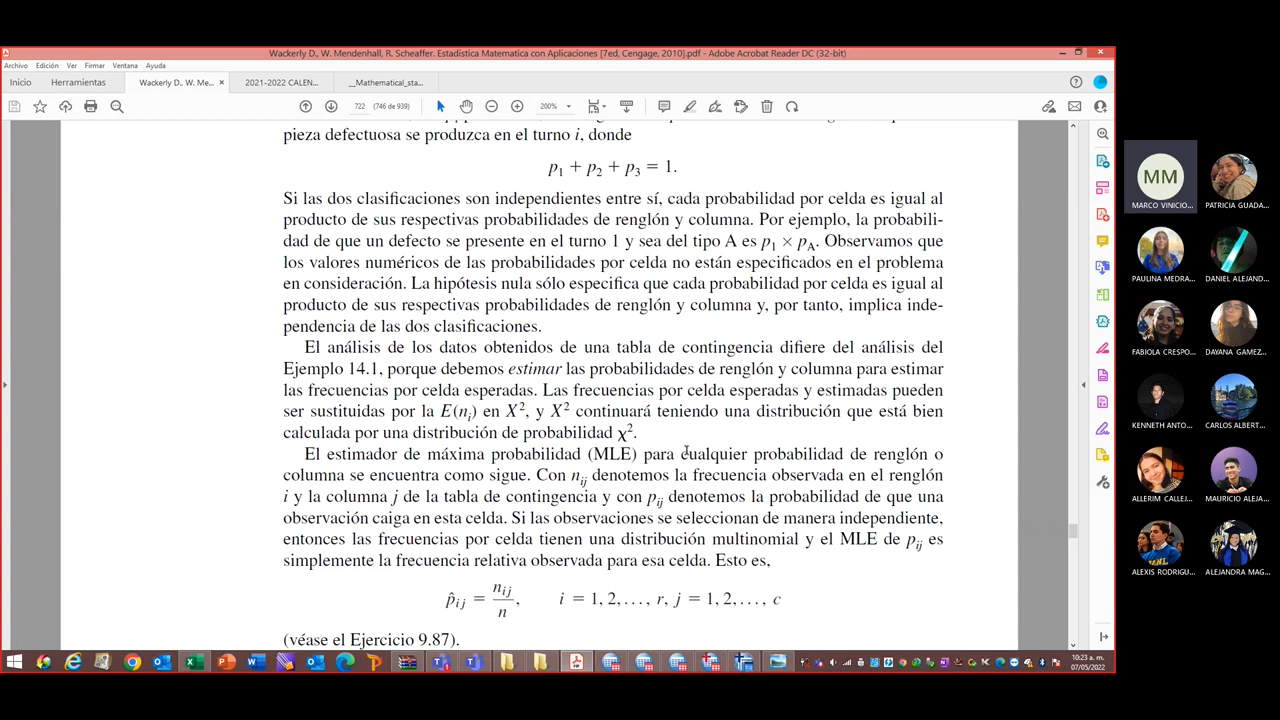 Wackerly D., W. Mendenhall, R. Scheaffer. Estadistica Matematica con Aplicaciones [7ed, Cengage, 2010].pdf - Adobe Acrobat Reader DC (32-bit)
Archivo Edición Ver Firmar Ventana Ayuda
Inicio Herramientas Wackerly D., W. Me... × 2021-2022 CALEN... __Mathematical_sta...
722 (746 de 939) 200%
pieza defectuosa se produzca en el turno i, donde
p1 + p2 + p3 = 1.
Si las dos clasificaciones son independientes entre sí, cada probabilidad por celda es igual al
producto de sus respectivas probabilidades de renglón y columna. Por ejemplo, la probabili-
dad de que un defecto se presente en el turno 1 y sea del tipo A es p1 × pA. Observamos que
los valores numéricos de las probabilidades por celda no están especificados en el problema
en consideración. La hipótesis nula sólo especifica que cada probabilidad por celda es igual al
producto de sus respectivas probabilidades de renglón y columna y, por tanto, implica inde-
pendencia de las dos clasificaciones.
El análisis de los datos obtenidos de una tabla de contingencia difiere del análisis del
Ejemplo 14.1, porque debemos estimar las probabilidades de renglón y columna para estimar
las frecuencias por celda esperadas. Las frecuencias por celda esperadas y estimadas pueden
ser sustituidas por la E(ni) en X², y X² continuará teniendo una distribución que está bien
calculada por una distribución de probabilidad χ².
El estimador de máxima probabilidad (MLE) para cualquier probabilidad de renglón o
columna se encuentra como sigue. Con nij denotemos la frecuencia observada en el renglón
i y la columna j de la tabla de contingencia y con pij denotemos la probabilidad de que una
observación caiga en esta celda. Si las observaciones se seleccionan de manera independiente,
entonces las frecuencias por celda tienen una distribución multinomial y el MLE de pij es
simplemente la frecuencia relativa observada para esa celda. Esto es,
p̂ij = nij/n, i = 1, 2,..., r, j = 1, 2,..., c
(véase el Ejercicio 9.87).
MM
MARCO VINICIO...
PATRICIA GUADA...
PAULINA MEDRA...
DANIEL ALEJAND...
FABIOLA CRESPO...
DAYANA GAMEZ...
KENNETH ANTO...
CARLOS ALBERT...
ALLERIM CALLEJ...
MAURICIO ALEJA...
ALEXIS RODRIGU...
ALEJANDRA MAG...
10:23 a. m.
07/05/2022